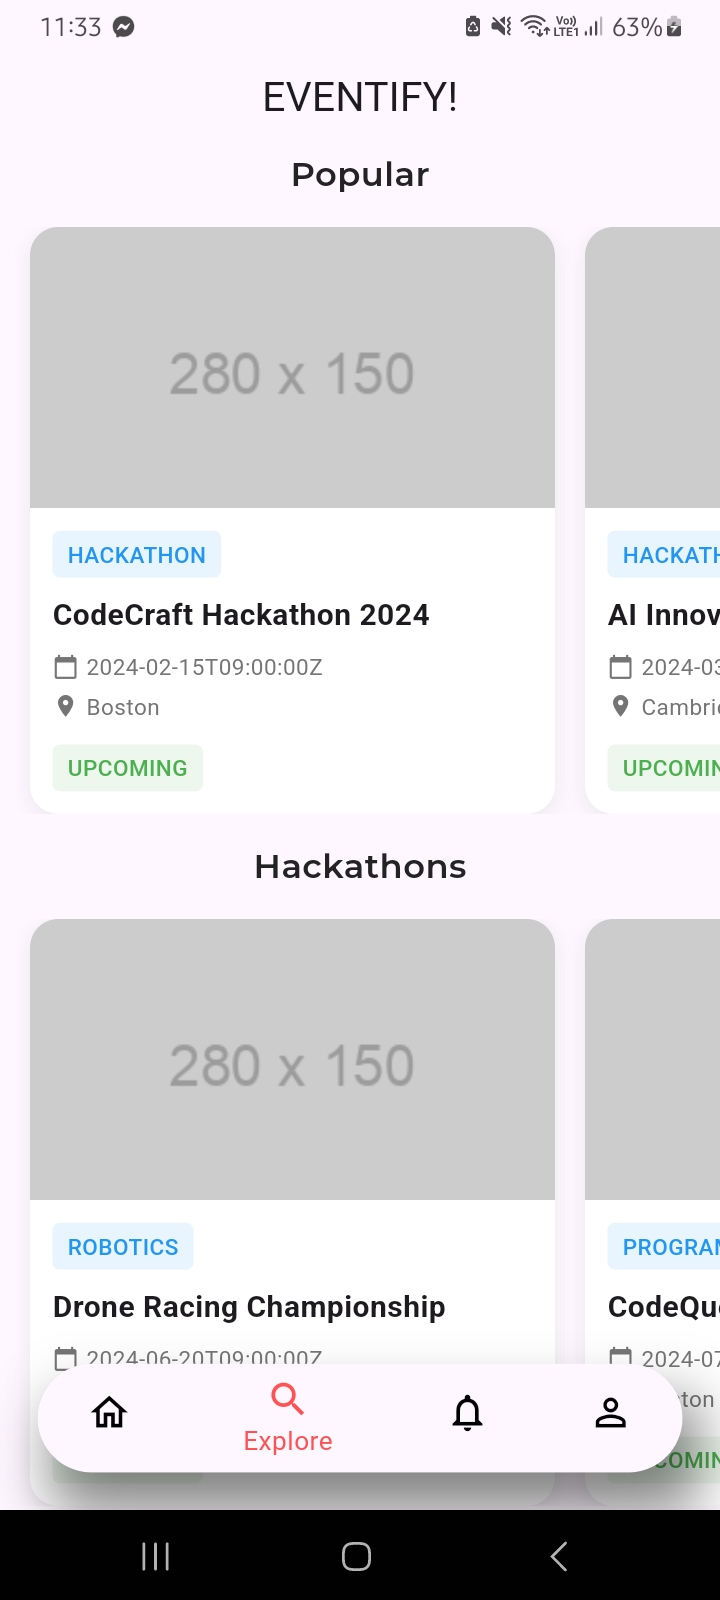 11:33
Vo)) LTE1 63%
EVENTIFY!
Popular
280 x 150
HACKATHON
HACKATH
CodeCraft Hackathon 2024
AI Innov
2024-02-15T09:00:00Z
2024-03
Boston
Cambri
UPCOMING
UPCOMIN
Hackathons
280 x 150
ROBOTICS
PROGRAM
Drone Racing Championship
CodeQu
2024-06-20T09:00:00Z
2024-07
ton
COMIN
Explore